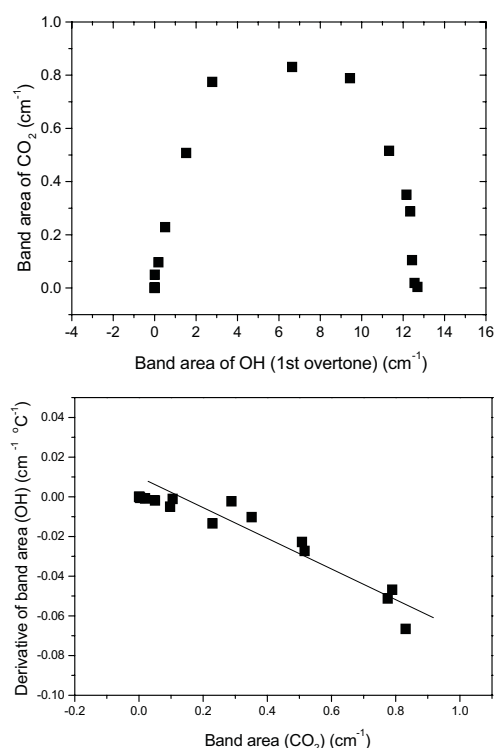 1.0
0.8
0.6
0.4
0.2
0.0
-4 -2 0 2 4 6 8 10 12 14 16
Band area of CO₂ (cm⁻¹)
Band area of OH (1st overtone) (cm⁻¹)
0.04
0.02
0.00
-0.02
-0.04
-0.06
-0.08
-0.10
-0.2 0.0 0.2 0.4 0.6 0.8 1.0
Derivative of band area (OH) (cm⁻¹ °C⁻¹)
Band area (CO₂) (cm⁻¹)